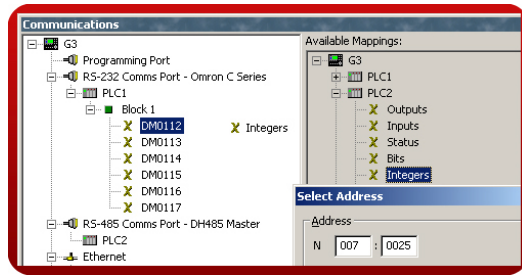 Communications
G3
Programming Port
RS-232 Comms Port - Omron C Series
PLC1
Block 1
DM0112
DM0113
DM0114
DM0115
DM0116
DM0117
RS-485 Comms Port - DH485 Master
PLC2
Ethernet
Integers
Available Mappings:
G3
PLC1
PLC2
Outputs
Inputs
Status
Bits
Integers
Select Address
Address
N 007 : 0025